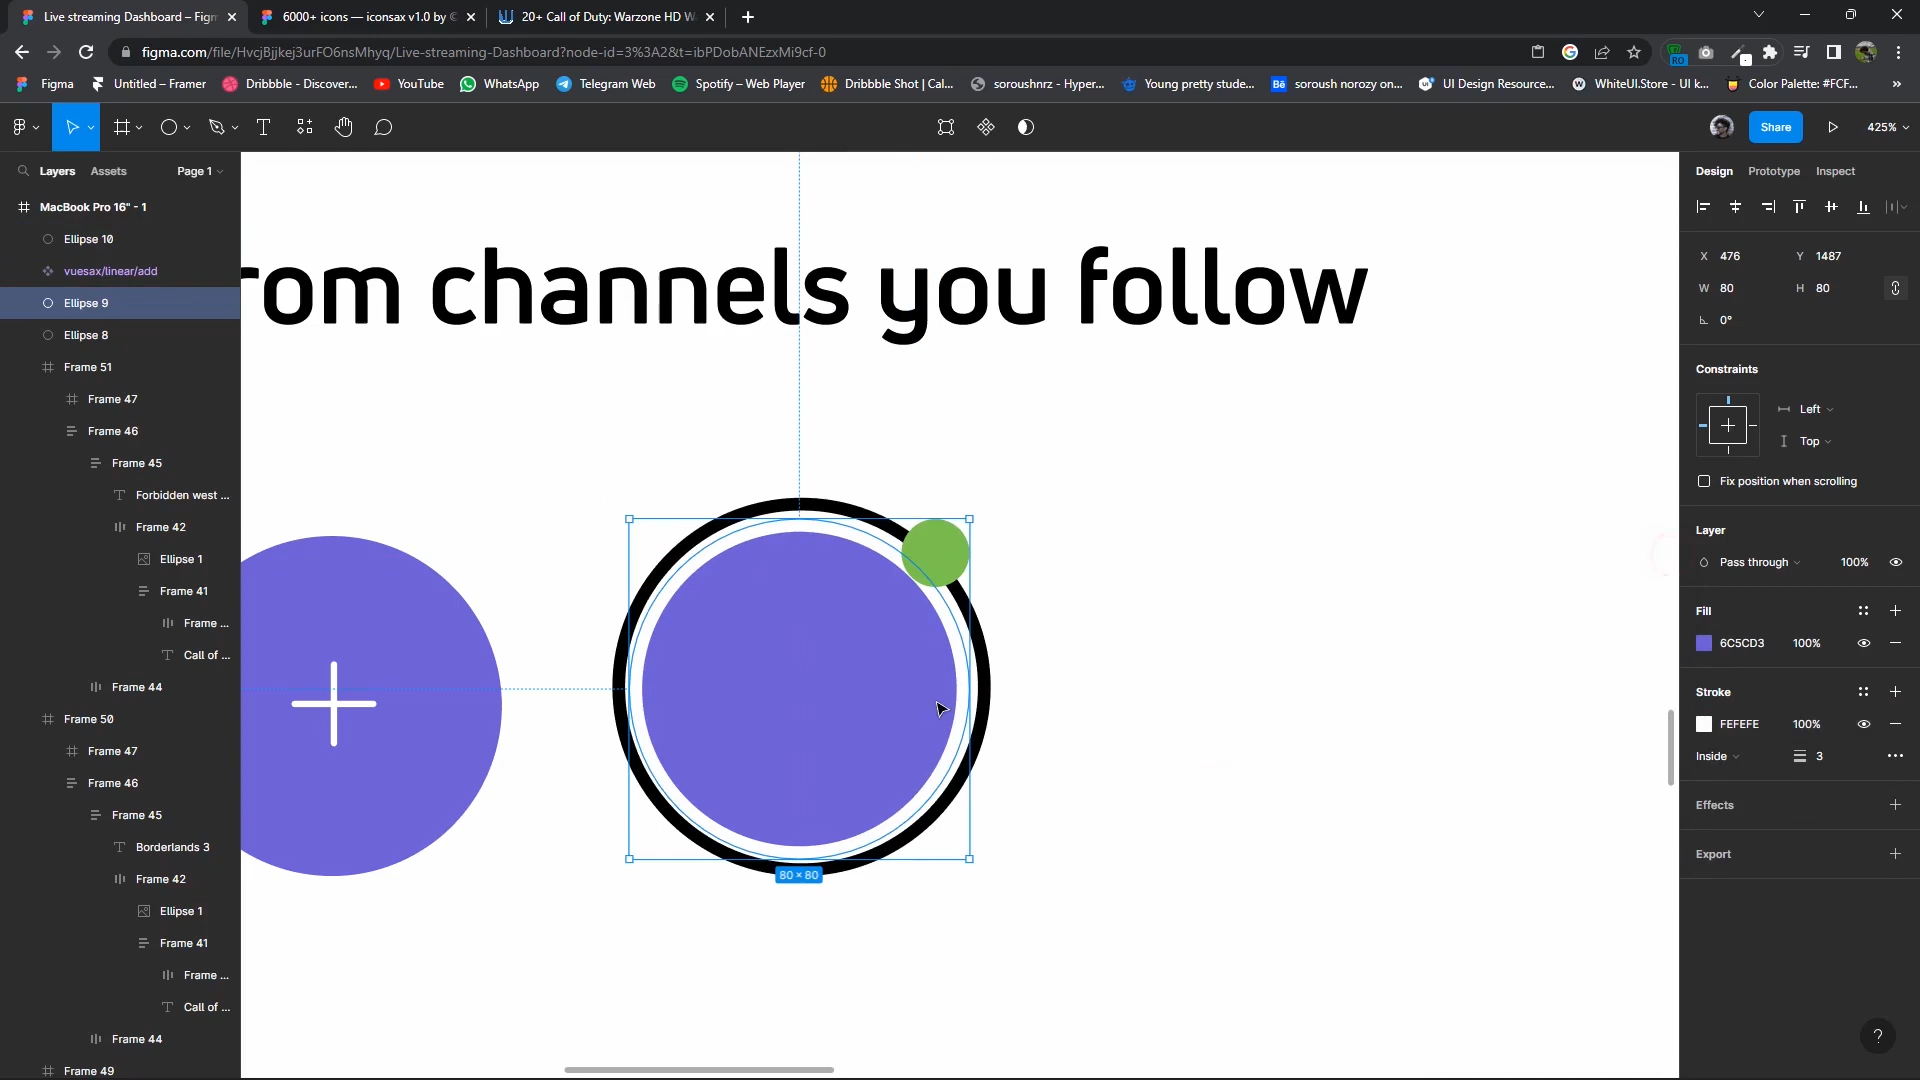 Live streaming Dashboard – Figm
6000+ icons — iconsax v1.0 by
20+ Call of Duty: Warzone HD W
figma.com/file/HvcjBjjkej3urFO6nsMhyq/Live-streaming-Dashboard?node-id=3%3A2&t=ibPDobANEzxMi9cf-0
RO
Figma
Untitled – Framer
Dribbble - Discover...
YouTube
WhatsApp
Telegram Web
Spotify – Web Player
Dribbble Shot | Cal...
soroushnrz - Hyper...
Young pretty stude...
soroush norozy on...
UI Design Resource...
WhiteUI.Store - UI k...
Color Palette: #FCF...
Share
425%
Layers
Assets
Page 1
MacBook Pro 16" - 1
Ellipse 10
vuesax/linear/add
Ellipse 9
Ellipse 8
Frame 51
Frame 47
Frame 46
Frame 45
Forbidden west ...
Frame 42
Ellipse 1
Frame 41
Frame ...
Call of ...
Frame 44
Frame 50
Frame 47
Frame 46
Frame 45
Borderlands 3
Frame 42
Ellipse 1
Frame 41
Frame ...
Call of ...
Frame 44
Frame 49
rom channels you follow
80 × 80
Design
Prototype
Inspect
X 476 Y 1487
W 80 H 80
0°
Constraints
Left
Top
Fix position when scrolling
Layer
Pass through 100%
Fill
6C5CD3 100%
Stroke
FEFEFE 100%
Inside 3
Effects
Export
?